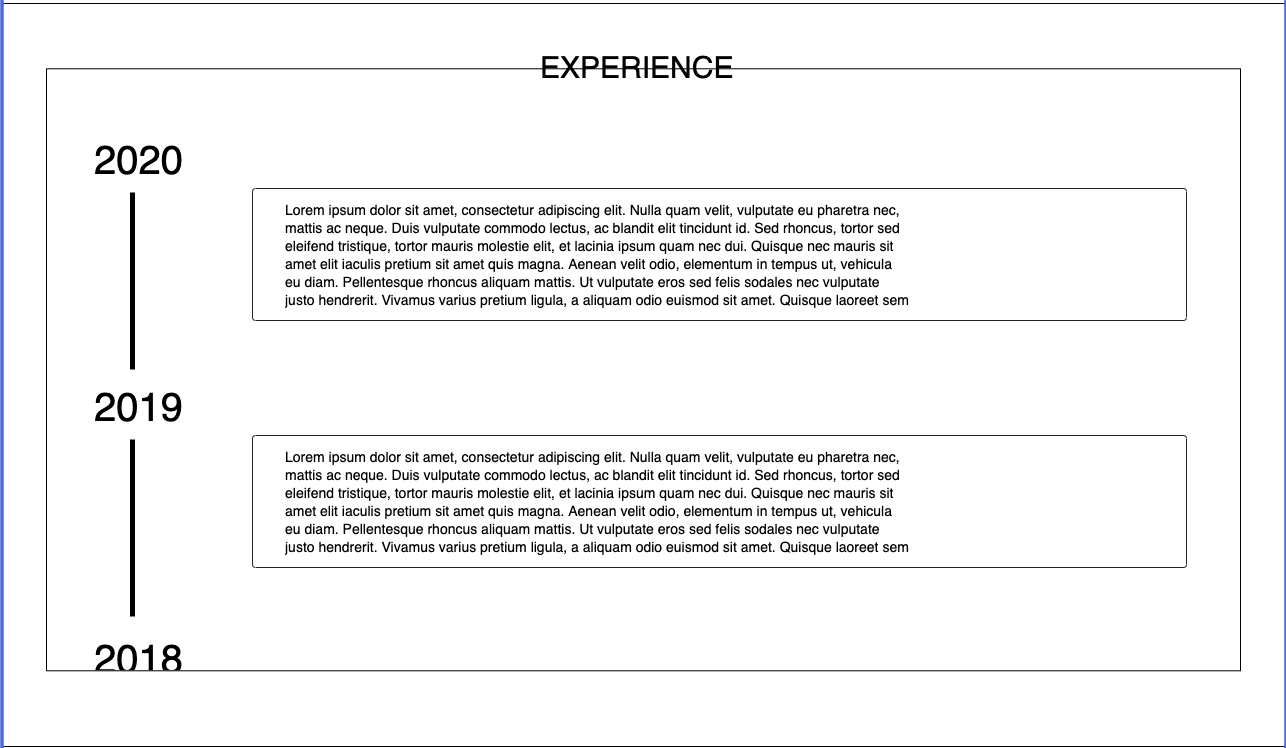 EXPERIENCE
2020
Lorem ipsum dolor sit amet, consectetur adipiscing elit. Nulla quam velit, vulputate eu pharetra nec,
mattis ac neque. Duis vulputate commodo lectus, ac blandit elit tincidunt id. Sed rhoncus, tortor sed
eleifend tristique, tortor mauris molestie elit, et lacinia ipsum quam nec dui. Quisque nec mauris sit
amet elit iaculis pretium sit amet quis magna. Aenean velit odio, elementum in tempus ut, vehicula
eu diam. Pellentesque rhoncus aliquam mattis. Ut vulputate eros sed felis sodales nec vulputate
justo hendrerit. Vivamus varius pretium ligula, a aliquam odio euismod sit amet. Quisque laoreet sem
2019
Lorem ipsum dolor sit amet, consectetur adipiscing elit. Nulla quam velit, vulputate eu pharetra nec,
mattis ac neque. Duis vulputate commodo lectus, ac blandit elit tincidunt id. Sed rhoncus, tortor sed
eleifend tristique, tortor mauris molestie elit, et lacinia ipsum quam nec dui. Quisque nec mauris sit
amet elit iaculis pretium sit amet quis magna. Aenean velit odio, elementum in tempus ut, vehicula
eu diam. Pellentesque rhoncus aliquam mattis. Ut vulputate eros sed felis sodales nec vulputate
justo hendrerit. Vivamus varius pretium ligula, a aliquam odio euismod sit amet. Quisque laoreet sem
2018